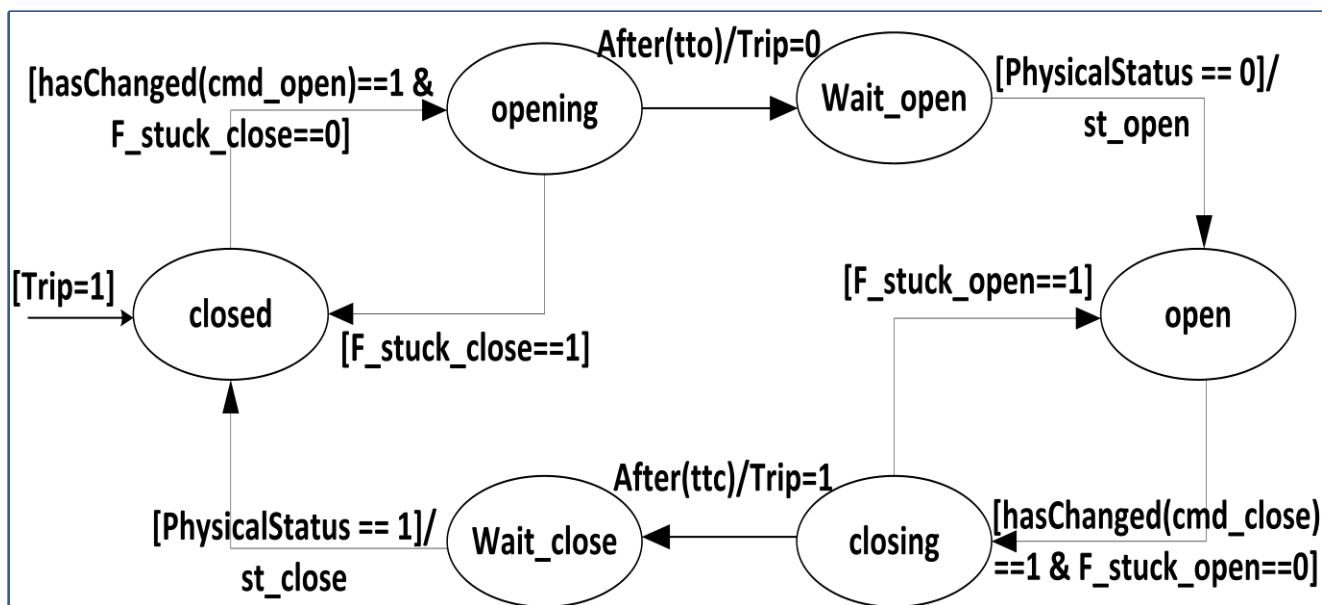 After(tto)/Trip=0
[hasChanged(cmd_open)==1 &
F_stuck_close==0]
opening
Wait_open
[PhysicalStatus == 0]/
st_open
[Trip=1]
closed
[F_stuck_close==1]
[F_stuck_open==1]
open
After(ttc)/Trip=1
[PhysicalStatus == 1]/
st_close
Wait_close
closing
[hasChanged(cmd_close)
==1 & F_stuck_open==0]